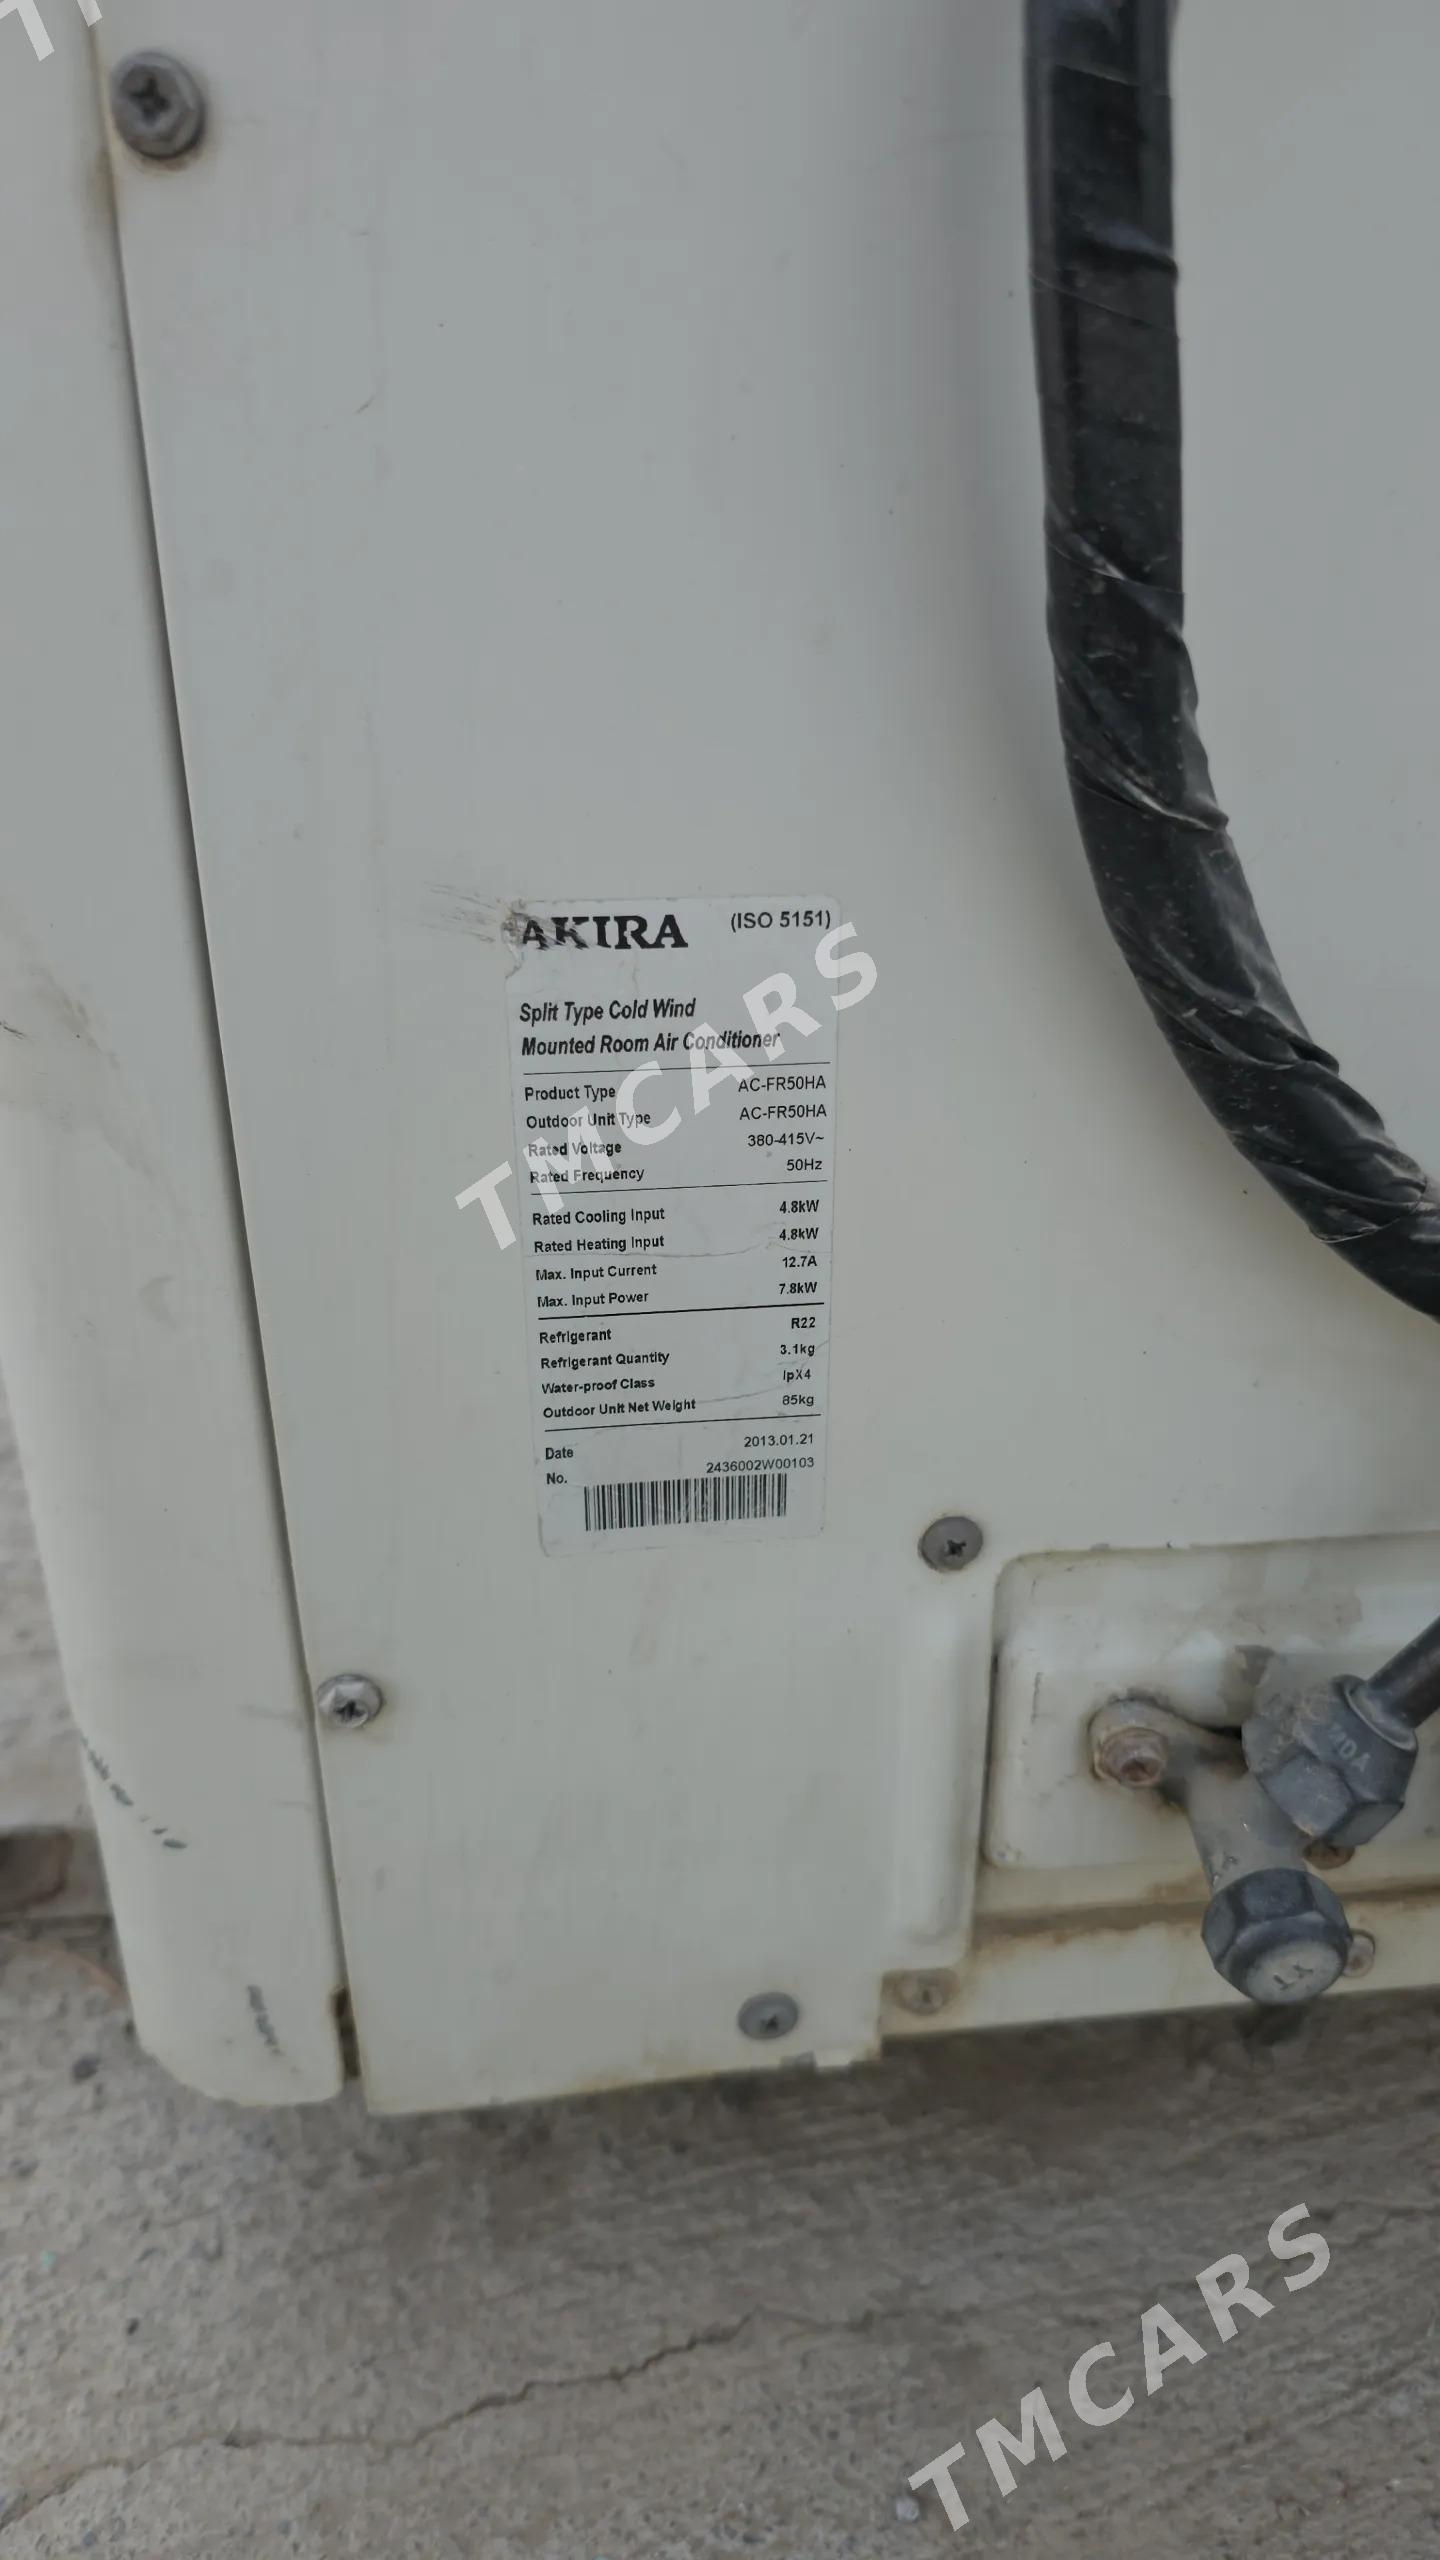 AKIRA (ISO 5151)
Split Type Cold Wind
Mounted Room Air Conditioner
Product Type AC-FR50HA
Outdoor Unit Type AC-FR50HA
Rated Voltage 380-415V~
Rated Frequency 50Hz
Rated Cooling Input 4.8kW
Rated Heating Input 4.8kW
Max. Input Current 12.7A
Max. Input Power 7.8kW
Refrigerant R22
Refrigerant Quantity 3.1kg
Water-proof Class IpX4
Outdoor Unit Net Weight 85kg
Date 2013.01.21
No. 2436002W00103
TMCARS
LX
TMCARS